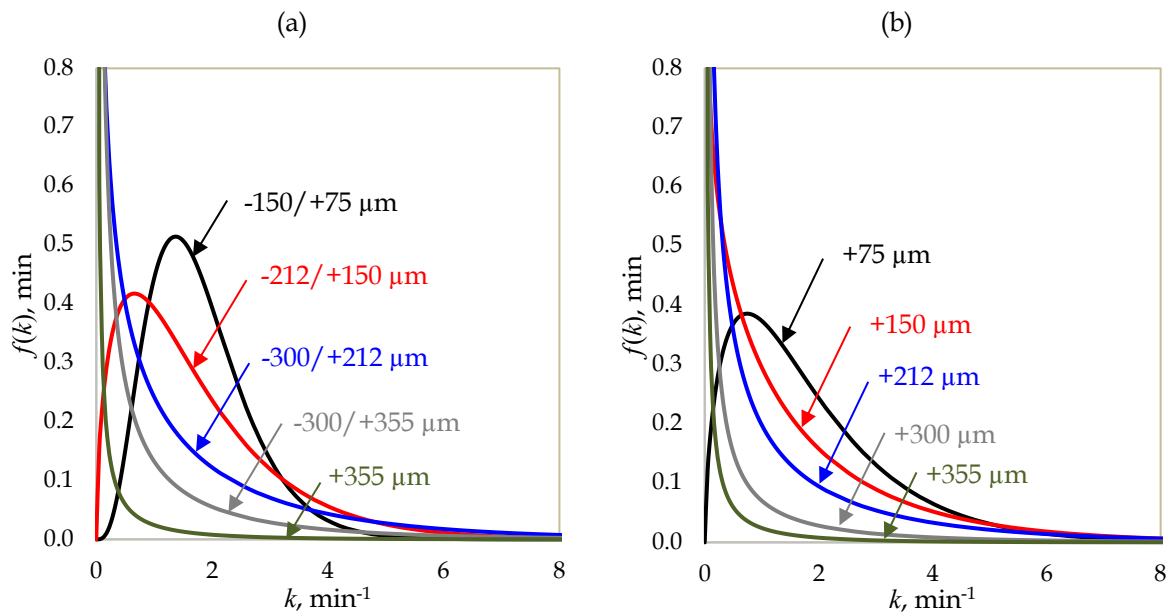 (a)
0.8
0.7
0.6
0.5
0.4
0.3
0.2
0.1
0.0
f(k), min
-150/+75 µm
-212/+150 µm
-300/+212 µm
-300/+355 µm
+355 µm
0
2
4
6
8
k, min-1
(b)
0.8
0.7
0.6
0.5
0.4
0.3
0.2
0.1
0.0
f(k), min
+75 µm
+150 µm
+212 µm
+300 µm
+355 µm
0
2
4
6
8
k, min-1